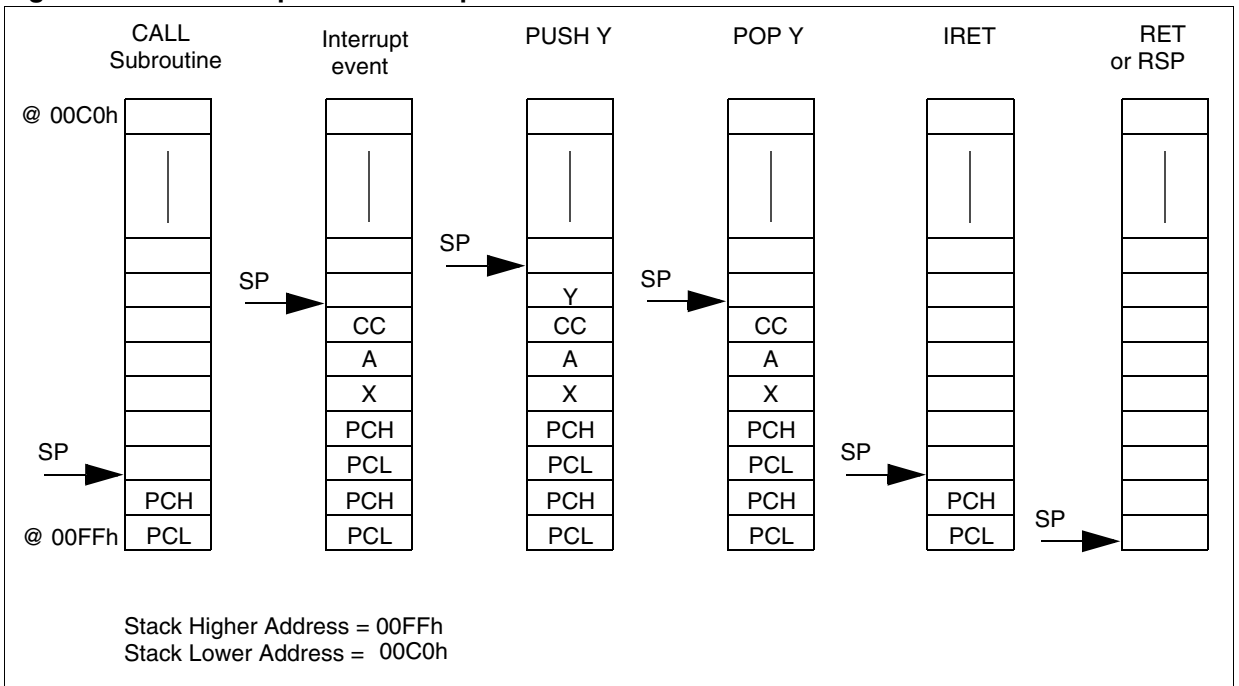 CALL
Subroutine
Interrupt
event
PUSH Y
POP Y
IRET
RET
or RSP
@ 00C0h
SP
SP
SP
Y
CC
CC
CC
A
A
A
X
X
X
PCH
PCH
PCH
SP
SP
PCL
PCL
PCL
PCH
PCH
PCH
PCH
PCH
SP
@ 00FFh
PCL
PCL
PCL
PCL
PCL
Stack Higher Address = 00FFh
Stack Lower Address = 00C0h